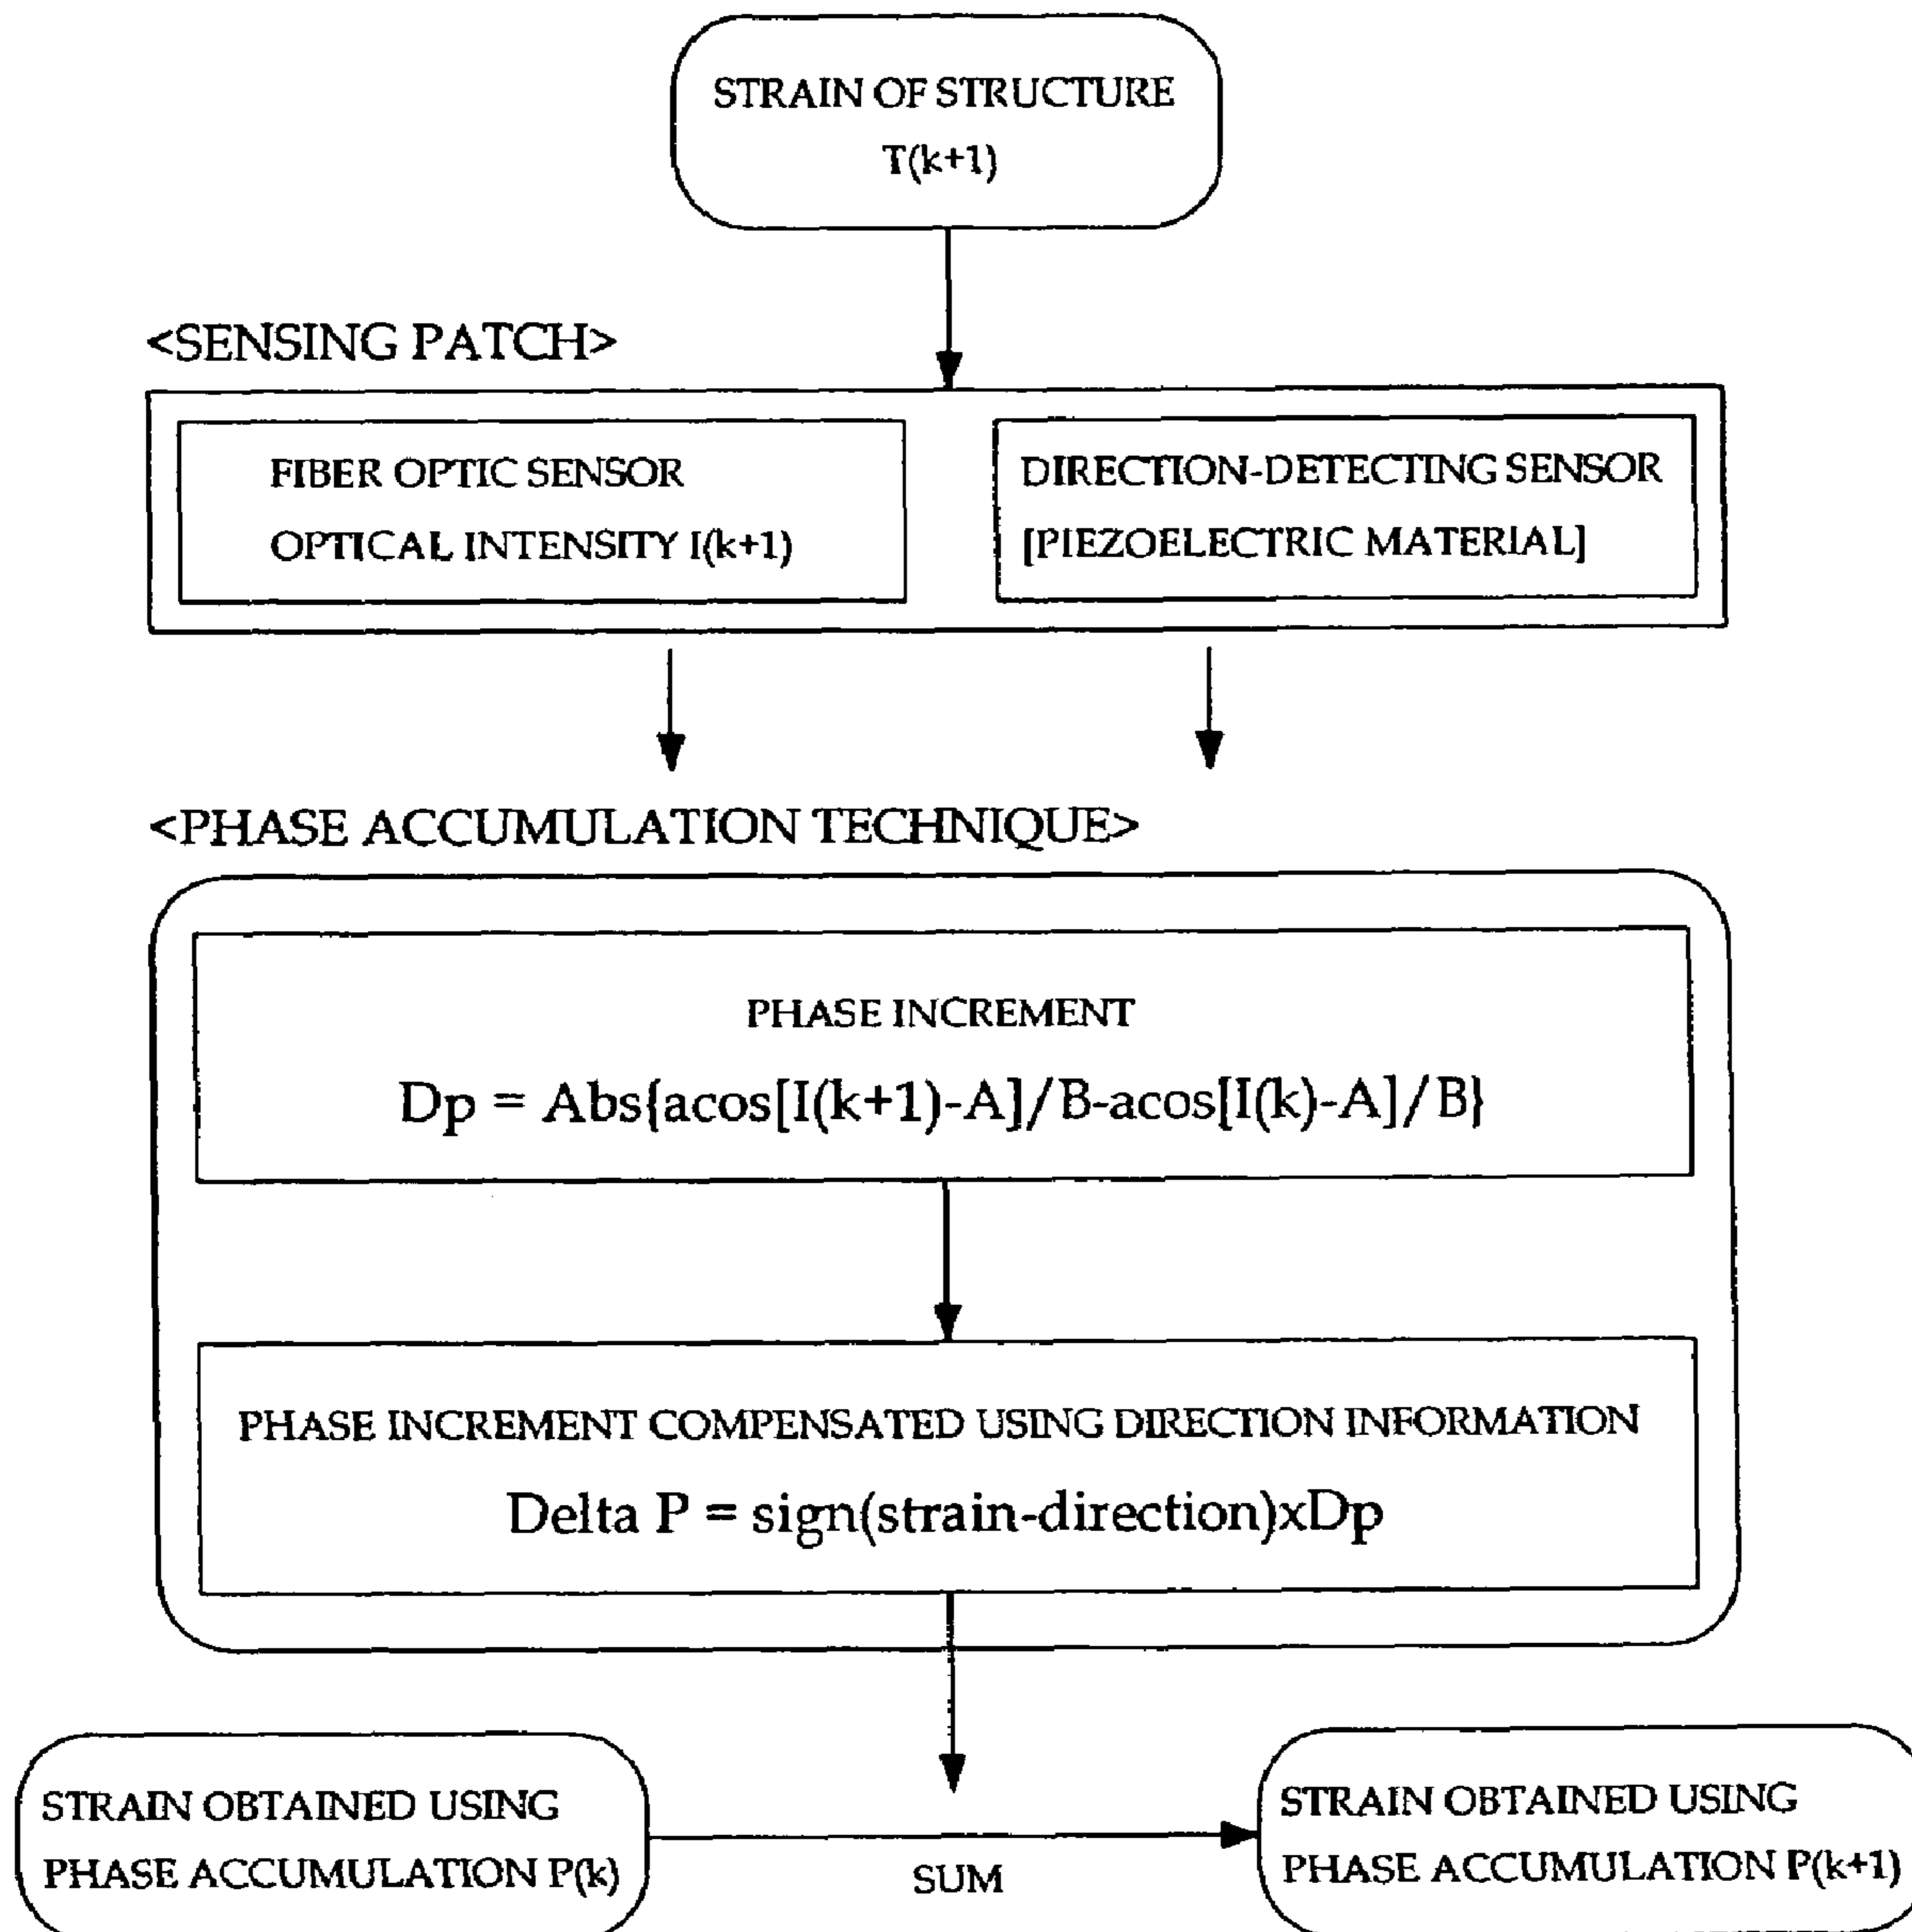 STRAIN OF STRUCTURE
T(k+1)
<SENSING PATCH>
FIBER OPTIC SENSOR
OPTICAL INTENSITY I(k+1)
DIRECTION-DETECTING SENSOR
[PIEZOELECTRIC MATERIAL]
<PHASE ACCUMULATION TECHNIQUE>
PHASE INCREMENT
Dp = Abs{acos[I(k+1)-A]/B-acos[I(k)-A]/B}
PHASE INCREMENT COMPENSATED USING DIRECTION INFORMATION
Delta P = sign(strain-direction)xDp
STRAIN OBTAINED USING
PHASE ACCUMULATION P(k)
SUM
STRAIN OBTAINED USING
PHASE ACCUMULATION P(k+1)